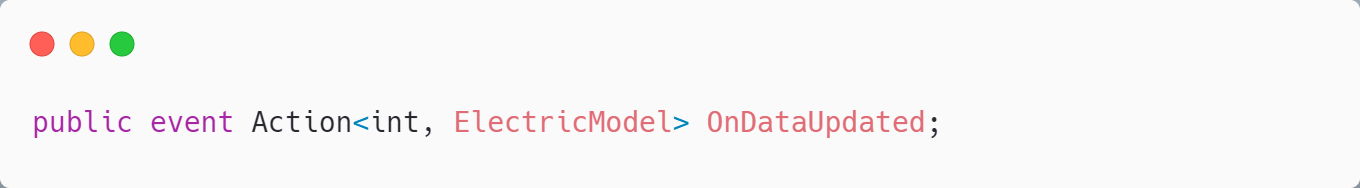 public event Action<int, ElectricModel> OnDataUpdated;